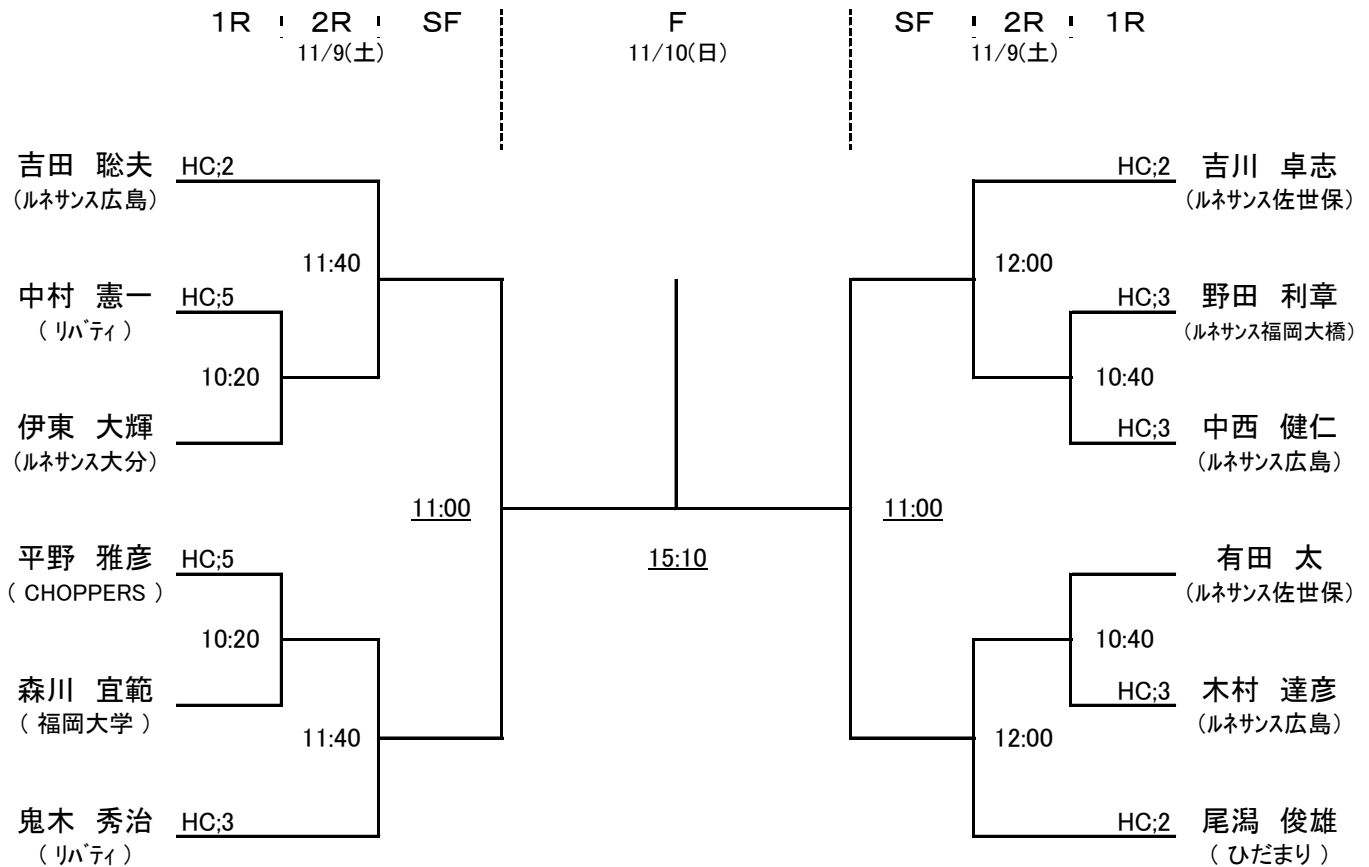 1R 2R SF F SF 2R 1R
11/9(土) 11/10(日) 11/9(土)
吉田 聡夫 HC;2 HC;2 吉川 卓志
(ルネサンス広島) (ルネサンス佐世保)
11:40 12:00
中村 憲一 HC;5 HC;3 野田 利章
( リバティ ) (ルネサンス福岡大橋)
10:20 10:40
伊東 大輝 HC;3 中西 健仁
(ルネサンス大分) (ルネサンス広島)
11:00 11:00
平野 雅彦 HC;5 15:10 有田 太
( CHOPPERS ) (ルネサンス佐世保)
10:20 10:40
森川 宜範 HC;3 木村 達彦
( 福岡大学 ) (ルネサンス広島)
11:40 12:00
鬼木 秀治 HC;3 HC;2 尾潟 俊雄
( リバティ ) ( ひだまり )